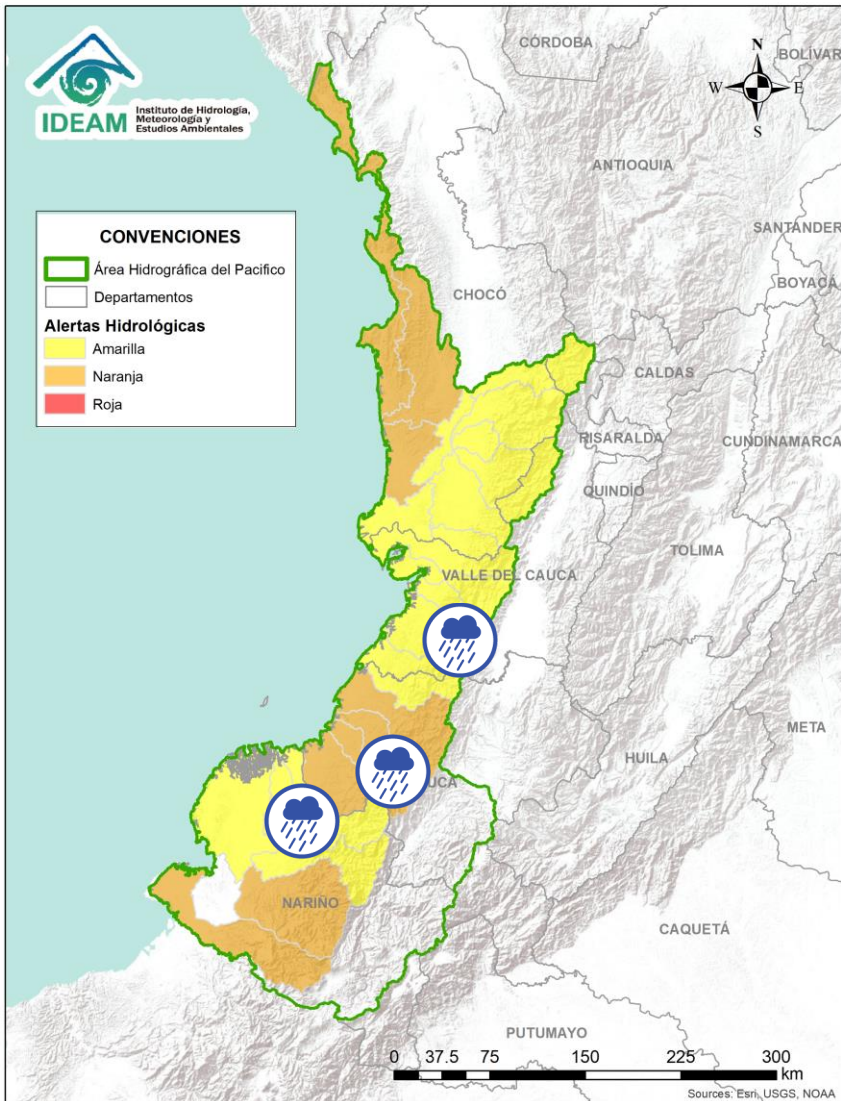 IDEAM
Instituto de Hidrología,
Meteorología y
Estudios Ambientales
CONVENCIONES
Área Hidrográfica del Pacifico
Departamentos
Alertas Hidrológicas
Amarilla
Naranja
Roja
N
W E
S
CÓRDOBA
BOLÍVAR
ANTIOQUIA
SANTANDER
BOYACÁ
CHOCÓ
CALDAS
RISARALDA
CUNDINAMARCA
QUINDÍO
TOLIMA
VALLE DEL CAUCA
META
HUILA
UCA
NARIÑO
CAQUETÁ
PUTUMAYO
0 37.5 75 150 225 300
km
Sources: Esri, USGS, NOAA